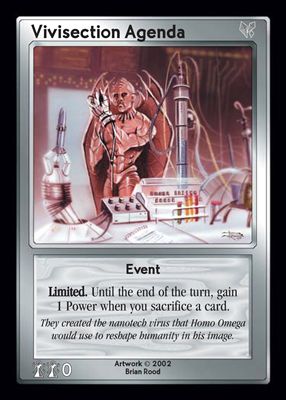 Vivisection Agenda
Event
Limited. Until the end of the turn, gain
1 Power when you sacrifice a card.
They created the nanotech virus that Homo Omega
would use to reshape humanity in his image.
Artwork © 2002
Brian Rood
0